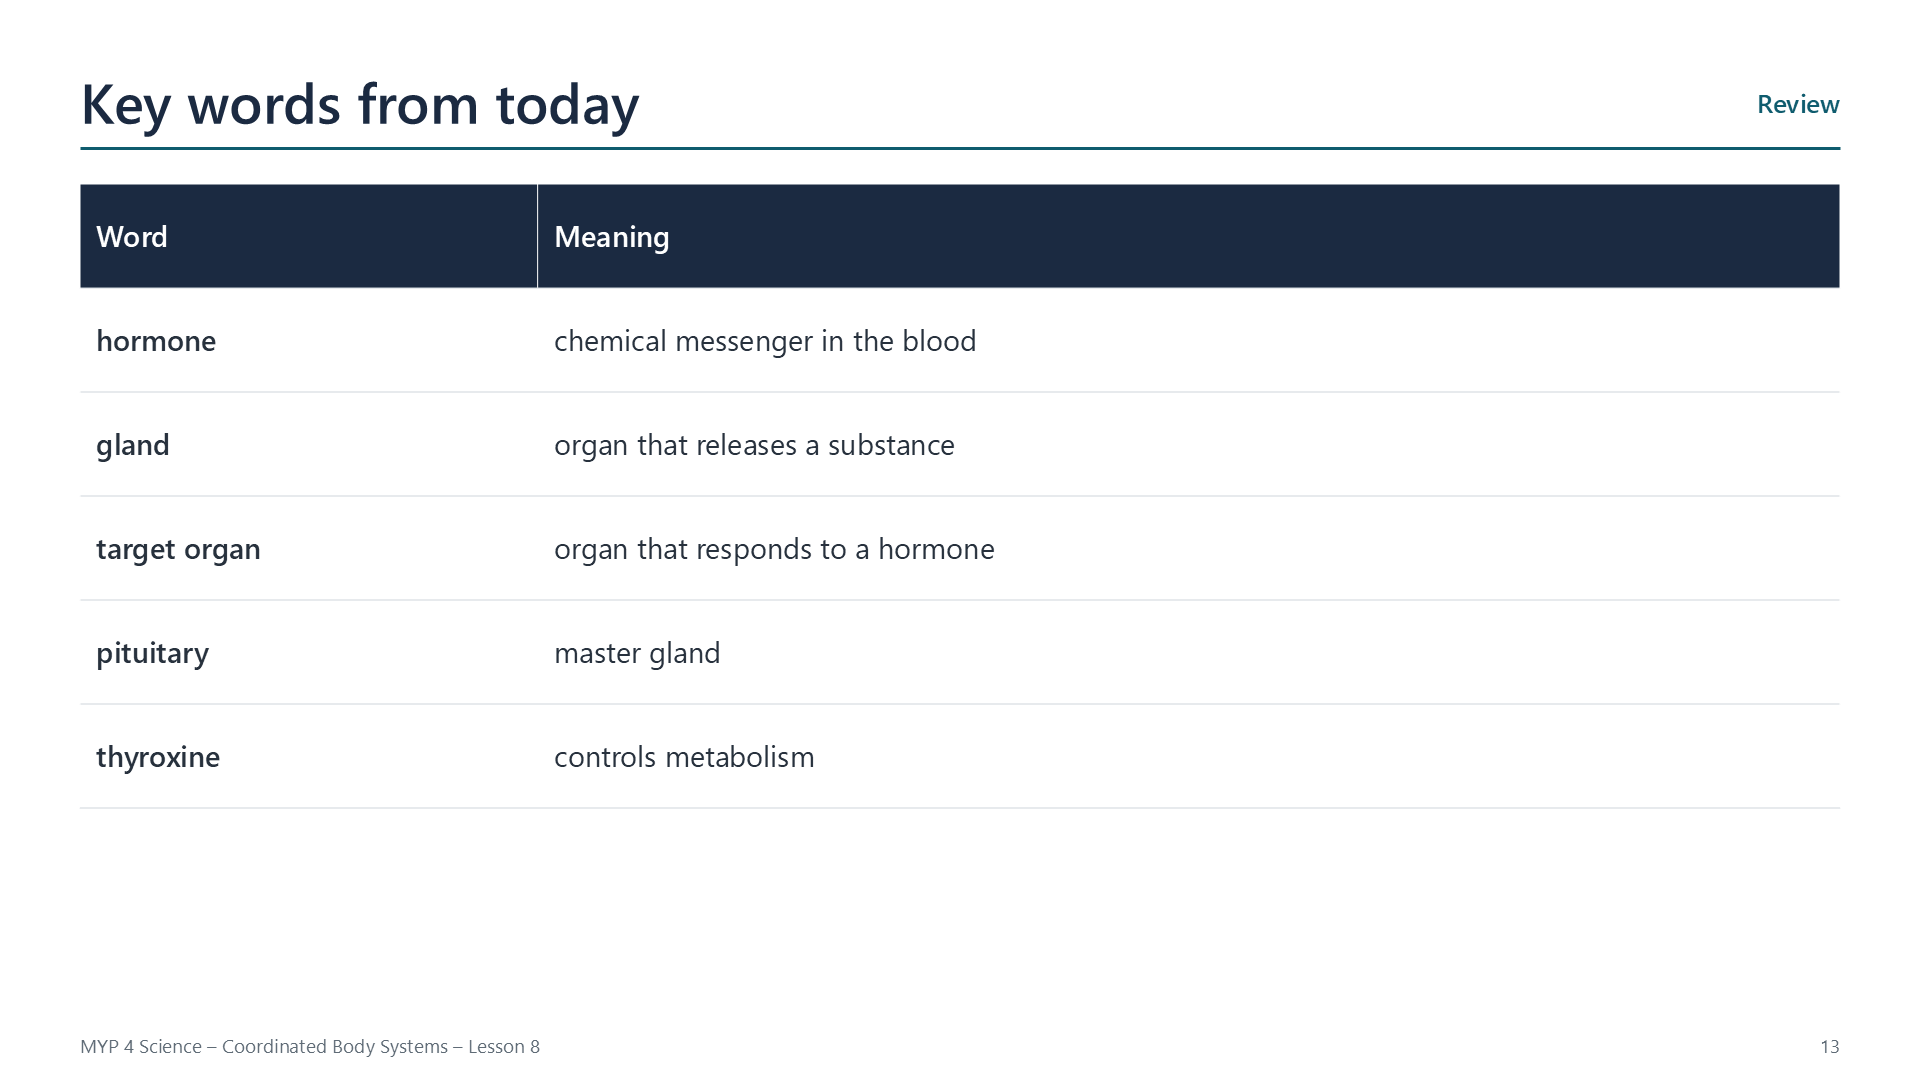 Key words from today
Review
Word Meaning
hormone chemical messenger in the blood
gland organ that releases a substance
target organ organ that responds to a hormone
pituitary master gland
thyroxine controls metabolism
MYP 4 Science – Coordinated Body Systems – Lesson 8
13